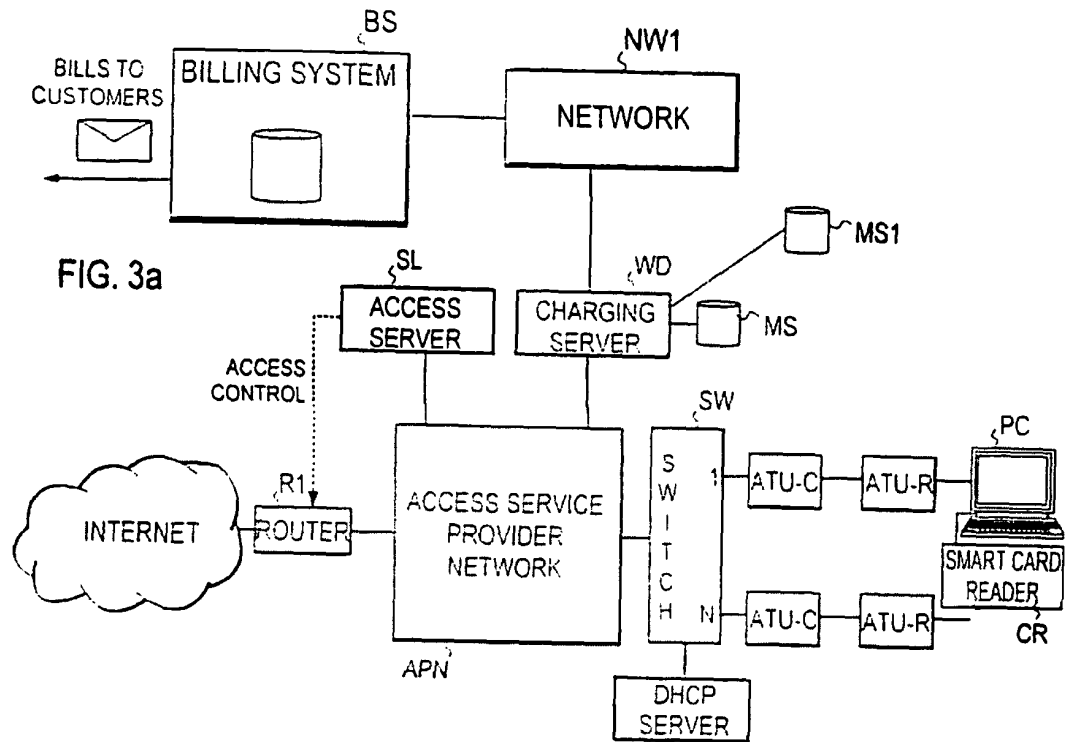 BS
BILLS TO
CUSTOMERS
BILLING SYSTEM
NW1
NETWORK
MS1
FIG. 3a
SL
ACCESS
SERVER
WD
CHARGING
SERVER
MS
ACCESS
CONTROL
SW
PC
R1
INTERNET
ROUTER
ACCESS SERVICE
PROVIDER
NETWORK
SWITCH
1
ATU-C
ATU-R
SMART CARD
READER
N
ATU-C
ATU-R
CR
APN
DHCP
SERVER